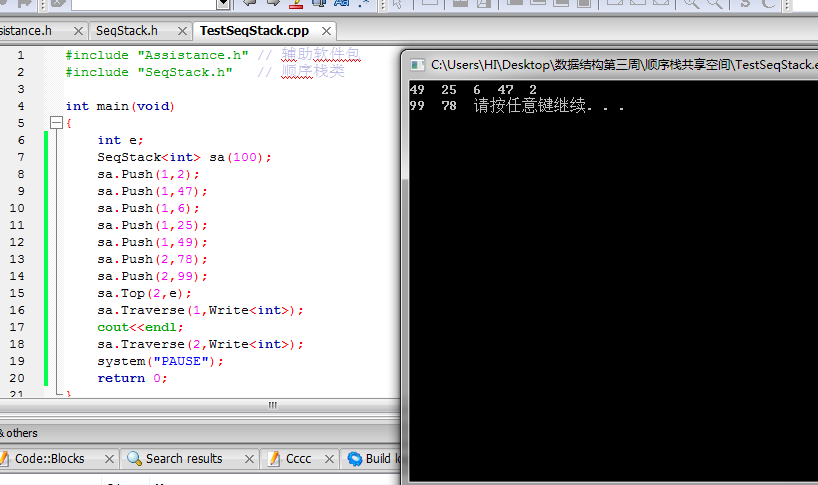 sistance.h SeqStack.h TestSeqStack.cpp
1 #include "Assistance.h" // 辅助软件包
2 #include "SeqStack.h" // 顺序栈类
3
4 int main(void)
5 {
6 int e;
7 SeqStack<int> sa(100);
8 sa.Push(1,2);
9 sa.Push(1,47);
10 sa.Push(1,6);
11 sa.Push(1,25);
12 sa.Push(1,49);
13 sa.Push(2,78);
14 sa.Push(2,99);
15 sa.Top(2,e);
16 sa.Traverse(1,Write<int>);
17 cout<<endl;
18 sa.Traverse(2,Write<int>);
19 system("PAUSE");
20 return 0;
21 }
C:\Users\HI\Desktop\数据结构第三周\顺序栈共享空间\TestSeqStack.e
49 25 6 47 2
99 78 请按任意键继续. . .
& others
Code::Blocks Search results Cccc Build lo